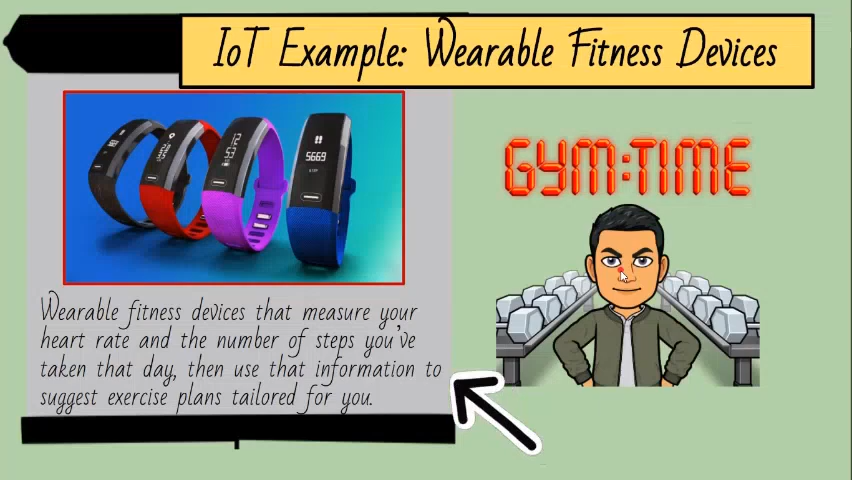 IoT Example: Wearable Fitness Devices
5669
STEP
GYM:TIME
Wearable fitness devices that measure your
heart rate and the number of steps you've
taken that day, then use that information to
suggest exercise plans tailored for you.